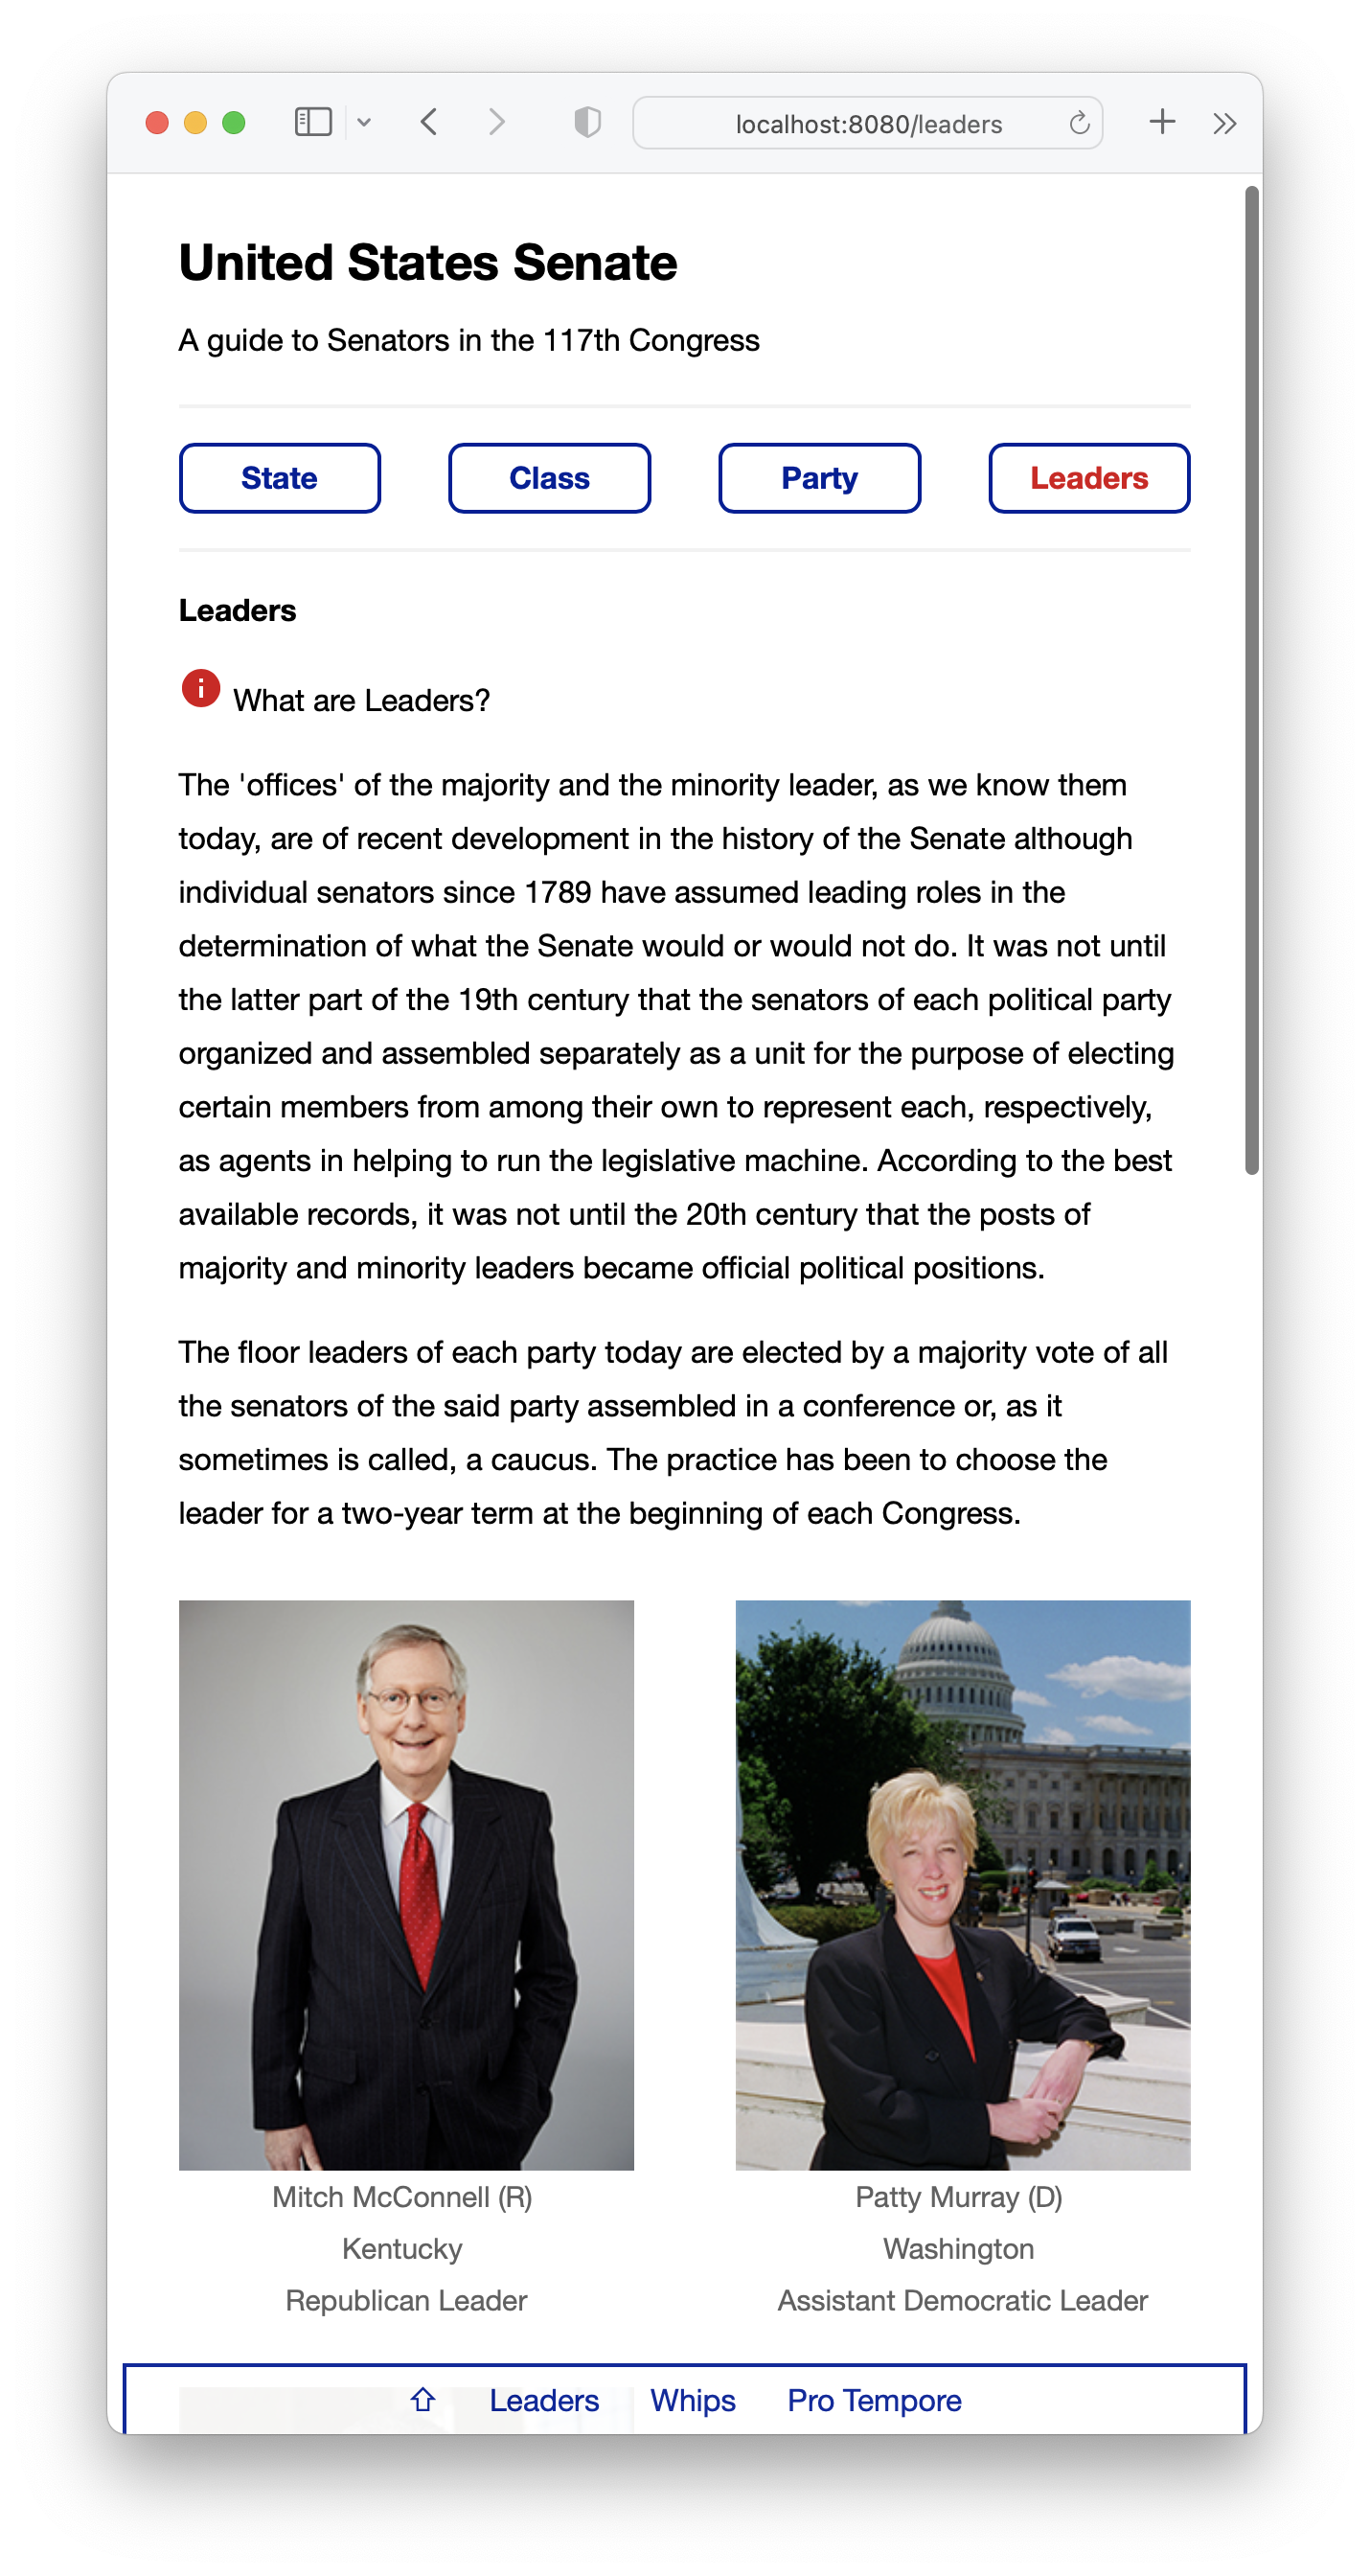 localhost:8080/leaders
United States Senate
A guide to Senators in the 117th Congress
State Class Party Leaders
Leaders
What are Leaders?
The 'offices' of the majority and the minority leader, as we know them
today, are of recent development in the history of the Senate although
individual senators since 1789 have assumed leading roles in the
determination of what the Senate would or would not do. It was not until
the latter part of the 19th century that the senators of each political party
organized and assembled separately as a unit for the purpose of electing
certain members from among their own to represent each, respectively,
as agents in helping to run the legislative machine. According to the best
available records, it was not until the 20th century that the posts of
majority and minority leaders became official political positions.
The floor leaders of each party today are elected by a majority vote of all
the senators of the said party assembled in a conference or, as it
sometimes is called, a caucus. The practice has been to choose the
leader for a two-year term at the beginning of each Congress.
Mitch McConnell (R)
Kentucky
Republican Leader
Patty Murray (D)
Washington
Assistant Democratic Leader
Leaders Whips Pro Tempore